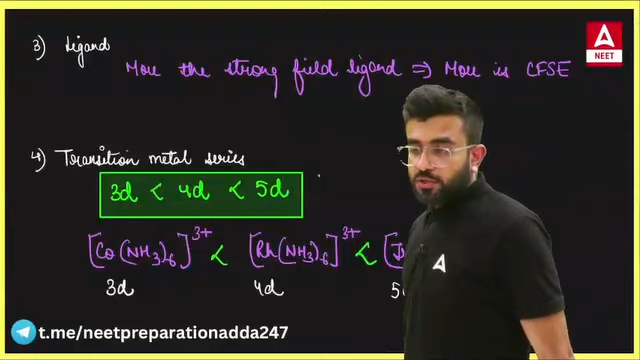 3) Ligand
More the strong field ligand ⇒ More is CFSE
A
NEET
4) Transition metal series
3d < 4d < 5d
[Co(NH3)6]3+ < [Rh(NH3)6]3+ < [I
3d 4d 5d
A
t.me/neetpreparationadda247